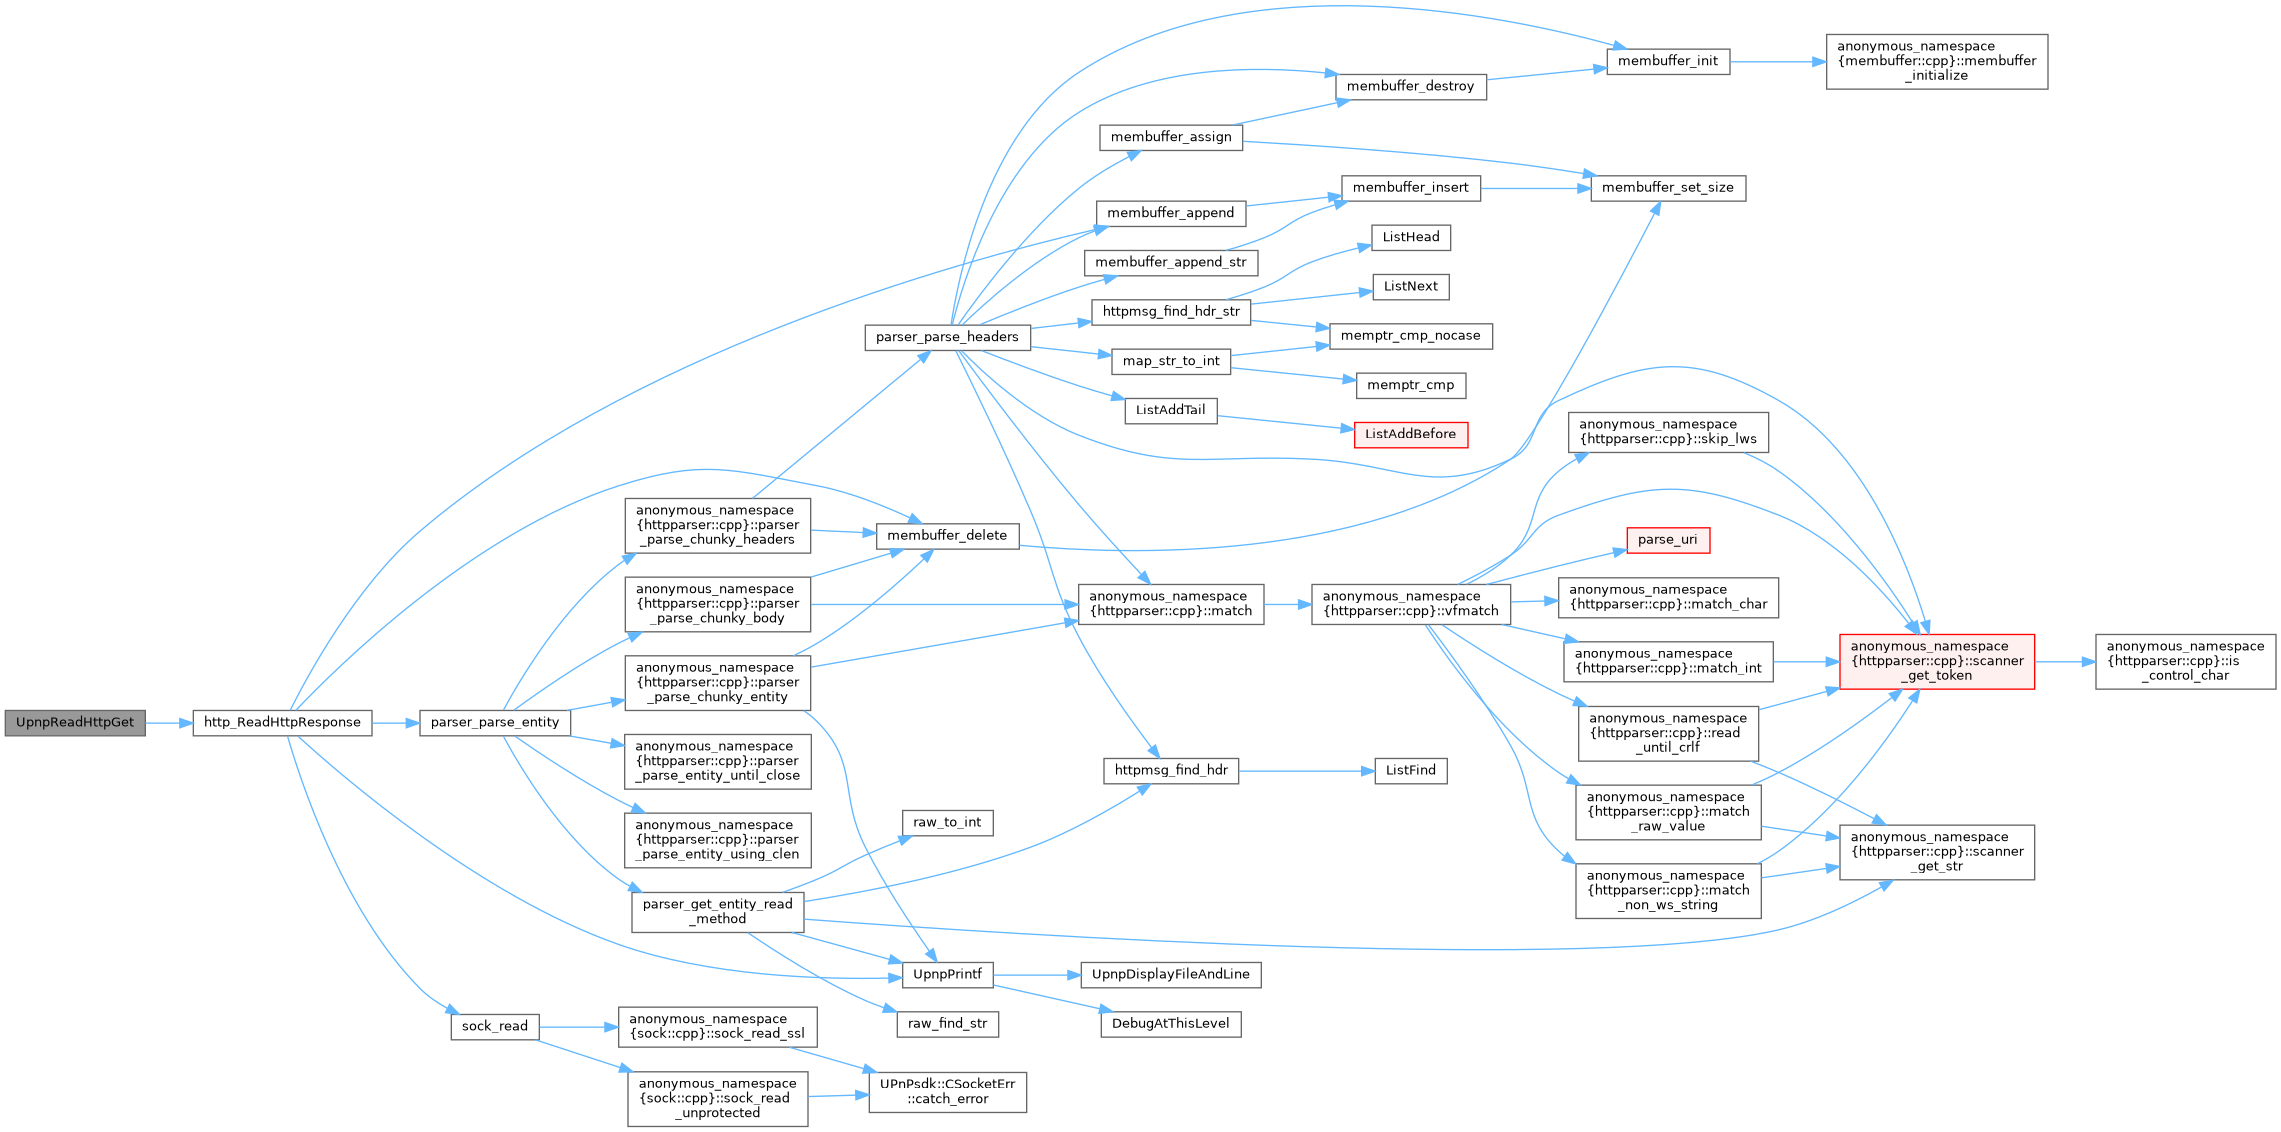 UpnpReadHttpGet
http_ReadHttpResponse
parser_parse_entity
sock_read
anonymous_namespace
{httpparser::cpp}::parser
_parse_chunky_headers
anonymous_namespace
{httpparser::cpp}::parser
_parse_chunky_body
anonymous_namespace
{httpparser::cpp}::parser
_parse_chunky_entity
anonymous_namespace
{httpparser::cpp}::parser
_parse_entity_until_close
anonymous_namespace
{httpparser::cpp}::parser
_parse_entity_using_clen
parser_get_entity_read
_method
anonymous_namespace
{sock::cpp}::sock_read_ssl
anonymous_namespace
{sock::cpp}::sock_read
_unprotected
parser_parse_headers
membuffer_delete
raw_to_int
UpnpPrintf
raw_find_str
UPnPsdk::CSocketErr
::catch_error
membuffer_assign
membuffer_append
membuffer_append_str
httpmsg_find_hdr_str
map_str_to_int
ListAddTail
anonymous_namespace
{httpparser::cpp}::match
httpmsg_find_hdr
UpnpDisplayFileAndLine
DebugAtThisLevel
membuffer_destroy
membuffer_insert
ListHead
ListNext
memptr_cmp_nocase
memptr_cmp
ListAddBefore
anonymous_namespace
{httpparser::cpp}::vfmatch
ListFind
membuffer_init
membuffer_set_size
anonymous_namespace
{httpparser::cpp}::skip_lws
parse_uri
anonymous_namespace
{httpparser::cpp}::match_char
anonymous_namespace
{httpparser::cpp}::match_int
anonymous_namespace
{httpparser::cpp}::read
_until_crlf
anonymous_namespace
{httpparser::cpp}::match
_raw_value
anonymous_namespace
{httpparser::cpp}::match
_non_ws_string
anonymous_namespace
{membuffer::cpp}::membuffer
_initialize
anonymous_namespace
{httpparser::cpp}::scanner
_get_token
anonymous_namespace
{httpparser::cpp}::scanner
_get_str
anonymous_namespace
{httpparser::cpp}::is
_control_char